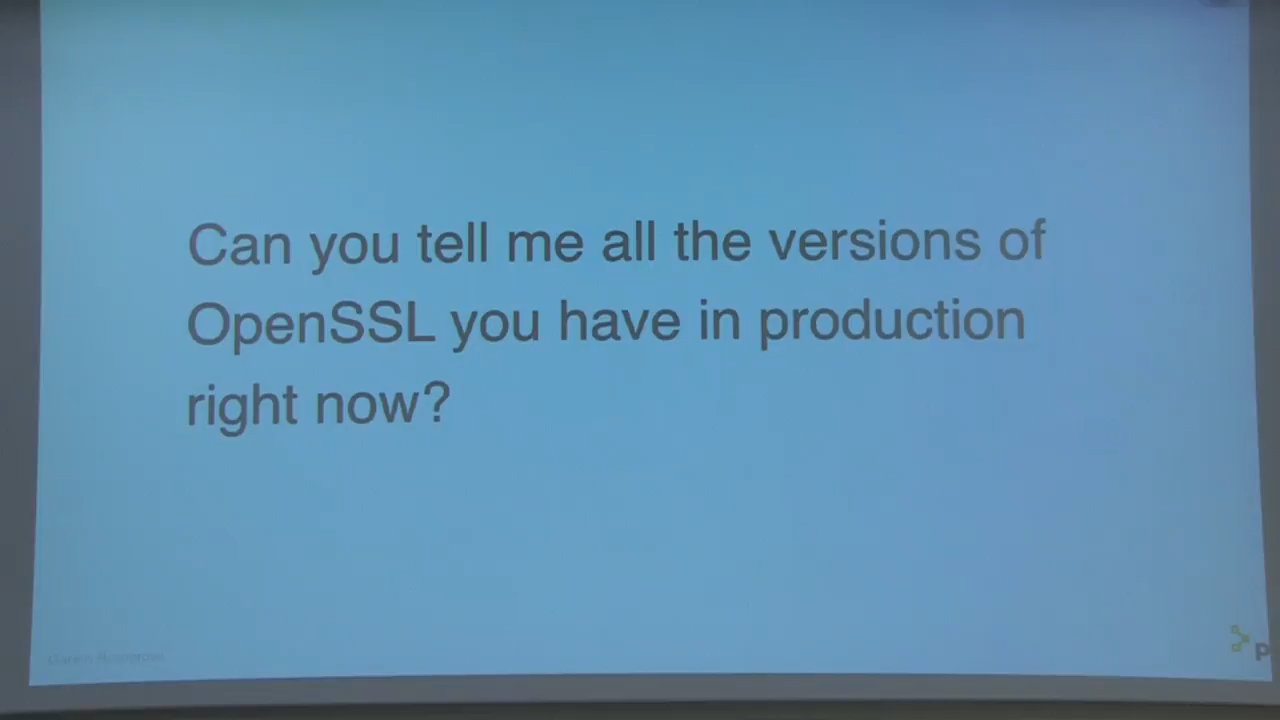 Can you tell me all the versions of
OpenSSL you have in production
right now?
P